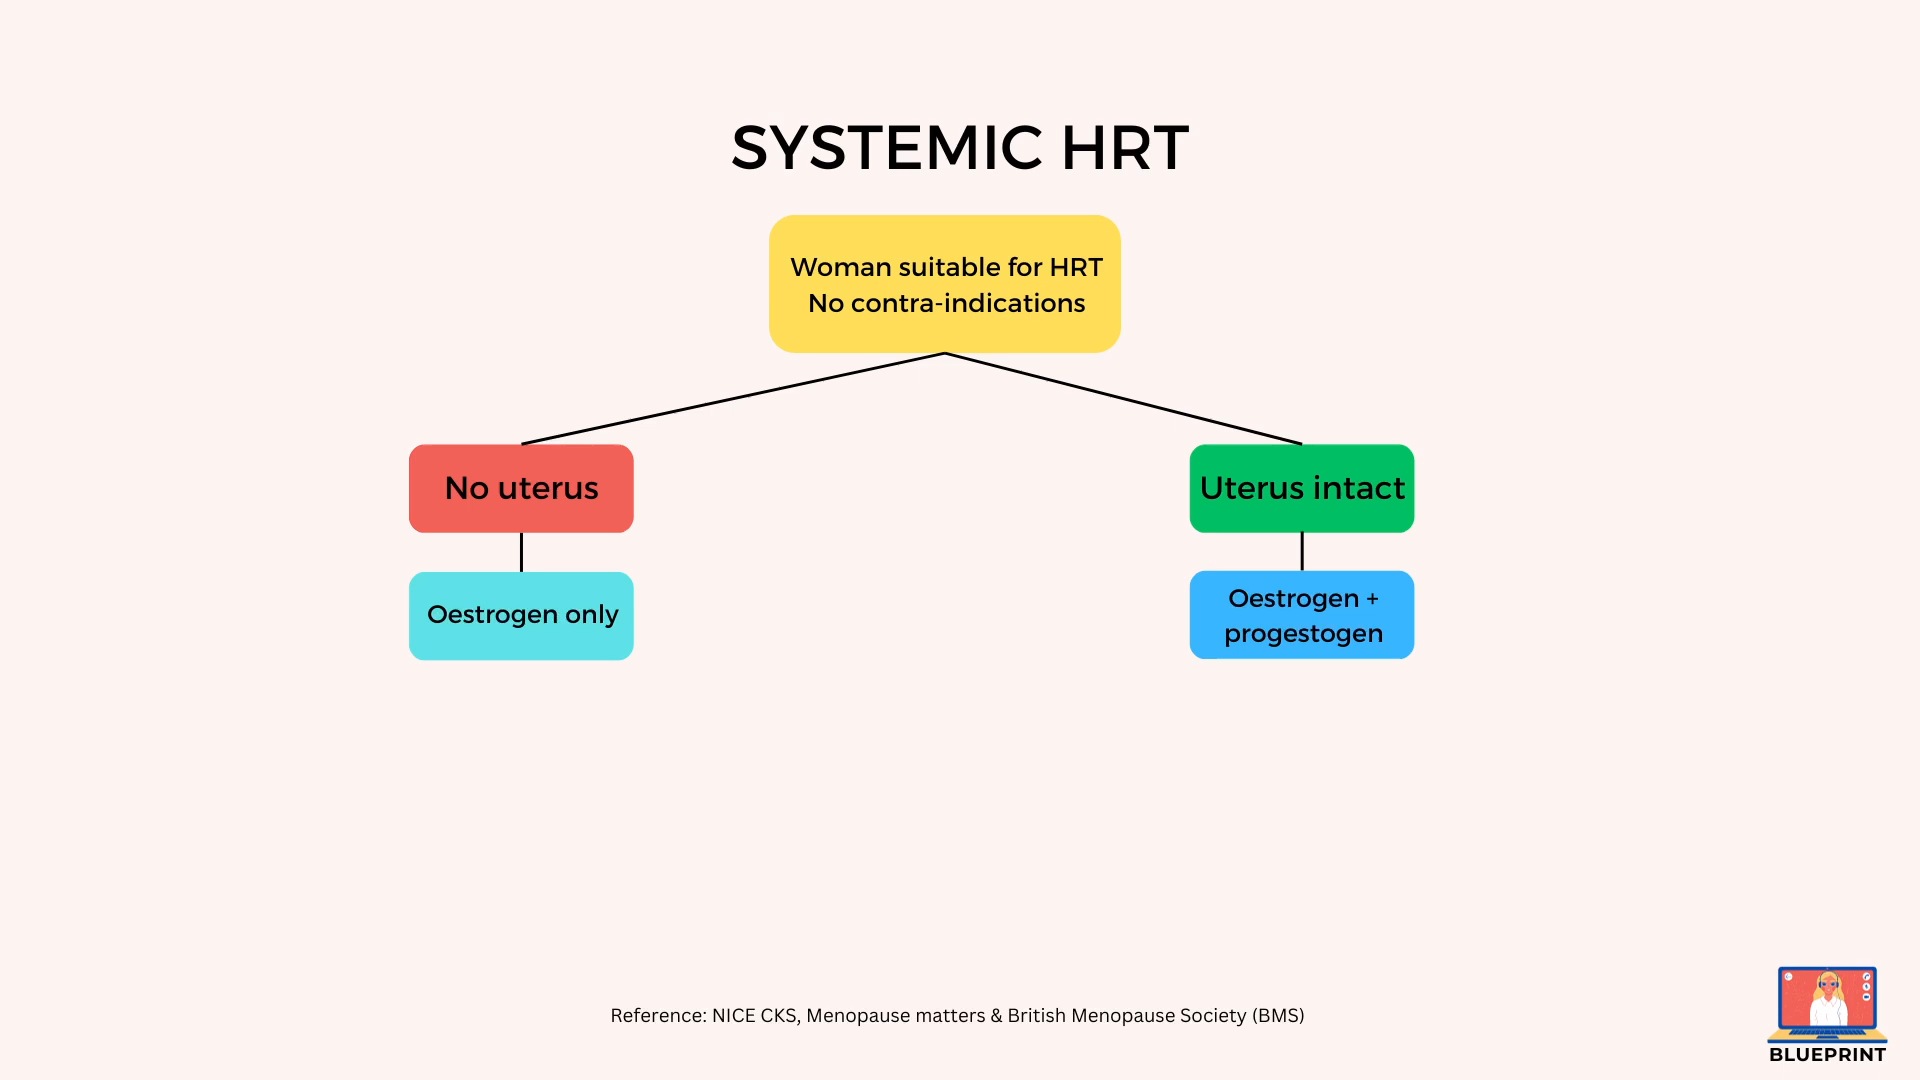 SYSTEMIC HRT
Woman suitable for HRT
No contra-indications
No uterus
Uterus intact
Oestrogen only
Oestrogen +
progestogen
Reference: NICE CKS, Menopause matters & British Menopause Society (BMS)
BLUEPRINT